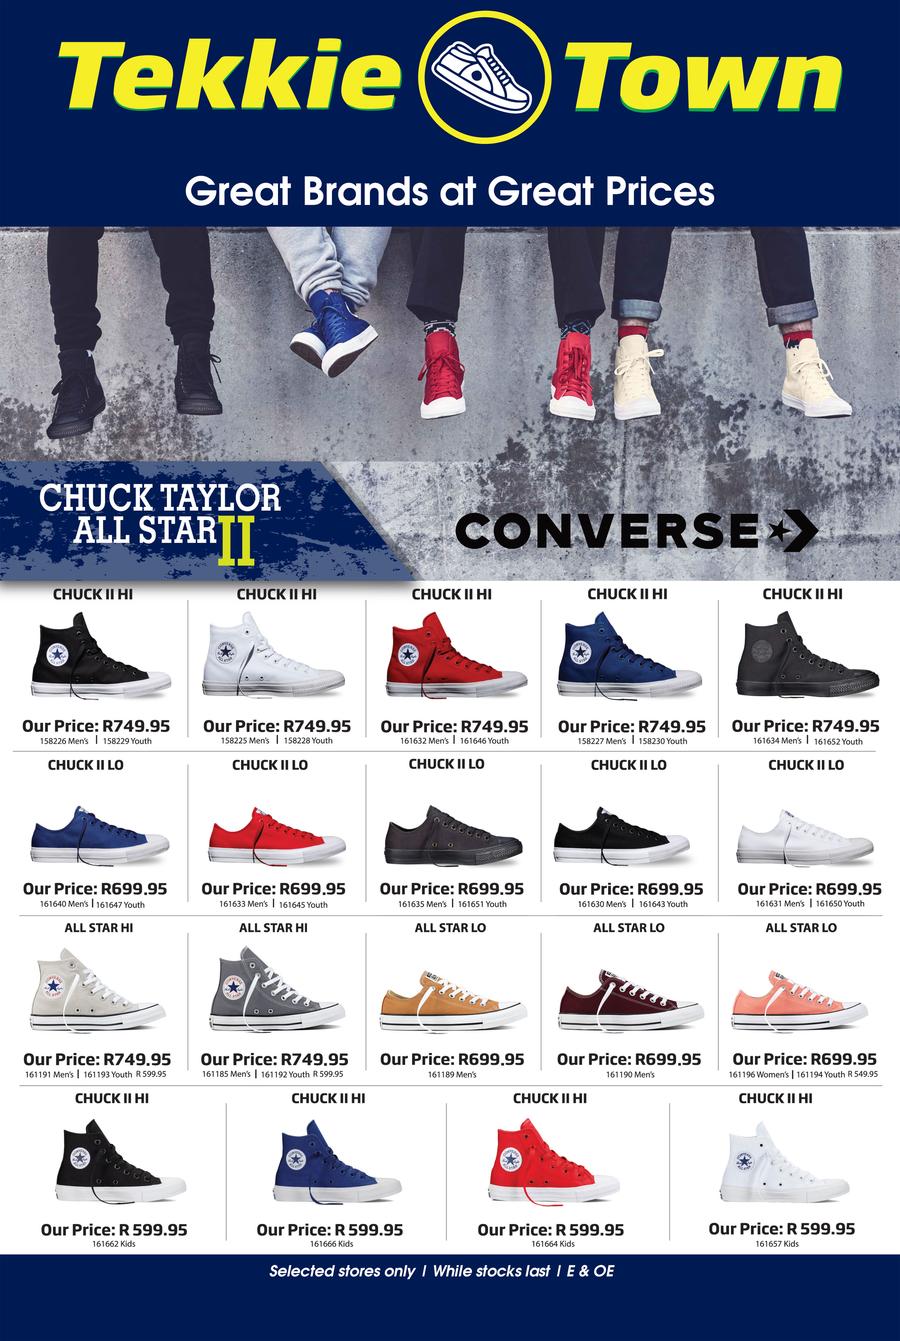 Tekkie Town
Great Brands at Great Prices
CHUCK TAYLOR
ALL STAR II
CONVERSE
CHUCK II HI
Our Price: R749.95
158226 Men's | 158229 Youth
CHUCK II HI
Our Price: R749.95
158225 Men's | 158228 Youth
CHUCK II HI
Our Price: R749.95
161632 Men's | 161646 Youth
CHUCK II HI
Our Price: R749.95
158227 Men's | 158230 Youth
CHUCK II HI
Our Price: R749.95
161634 Men's | 161652 Youth
CHUCK II LO
Our Price: R699.95
161640 Men's | 161647 Youth
CHUCK II LO
Our Price: R699.95
161633 Men's | 161645 Youth
CHUCK II LO
Our Price: R699.95
161635 Men's | 161651 Youth
CHUCK II LO
Our Price: R699.95
161630 Men's | 161643 Youth
CHUCK II LO
Our Price: R699.95
161631 Men's | 161650 Youth
ALL STAR HI
Our Price: R749.95
161191 Men's | 161193 Youth R 599.95
ALL STAR HI
Our Price: R749.95
161185 Men's | 161192 Youth R 599.95
ALL STAR LO
Our Price: R699.95
161189 Men's
ALL STAR LO
Our Price: R699.95
161190 Men's
ALL STAR LO
Our Price: R699.95
161196 Women's | 161194 Youth R 549.95
CHUCK II HI
Our Price: R 599.95
161662 Kids
CHUCK II HI
Our Price: R 599.95
161666 Kids
CHUCK II HI
Our Price: R 599.95
161664 Kids
CHUCK II HI
Our Price: R 599.95
161657 Kids
Selected stores only | While stocks last | E & OE